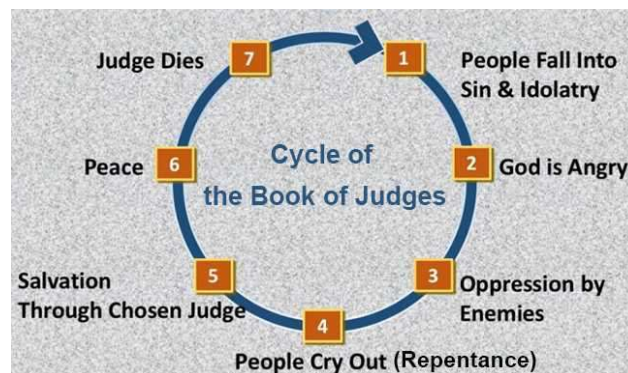 Cycle of
the Book of Judges
1
People Fall Into
Sin & Idolatry
2
God is Angry
3
Oppression by
Enemies
4
People Cry Out (Repentance)
5
Salvation
Through Chosen Judge
6
Peace
7
Judge Dies